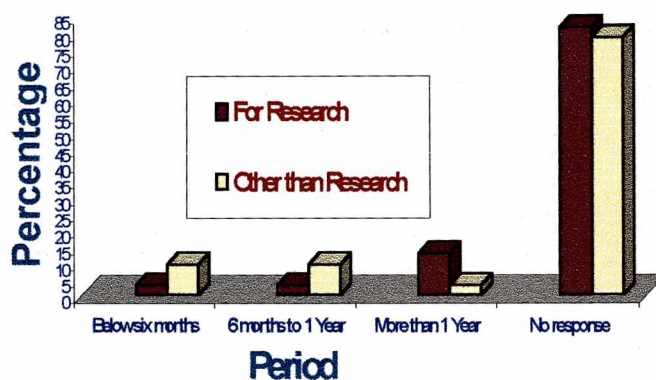 85
80
75
70
65
60
55
50
45
40
35
30
25
20
15
10
5
0
Percentage
For Research
Other than Research
Below six months
6 months to 1 Year
More than 1 Year
No response
Period